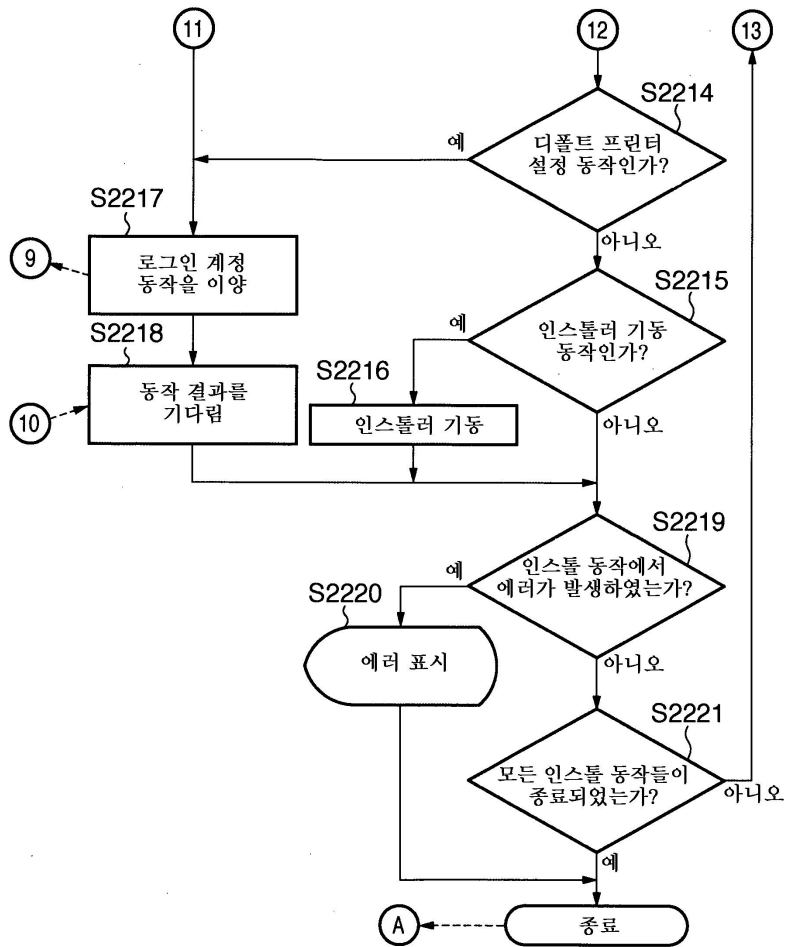 11
12
13
S2214
디폴트 프린터
설정 동작인가?
예
아니오
S2217
로그인 계정
동작을 이양
9
S2215
인스톨러 기동
동작인가?
예
아니오
S2218
동작 결과를
기다림
10
S2216
인스톨러 기동
S2219
인스톨 동작에서
에러가 발생하였는가?
예
아니오
S2220
에러 표시
S2221
모든 인스톨 동작들이
종료되었는가?
아니오
예
A
종료